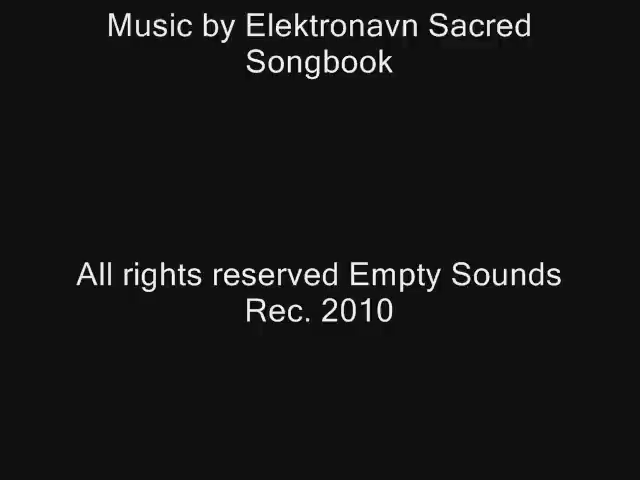 Music by Elektronavn Sacred
Songbook
All rights reserved Empty Sounds
Rec. 2010